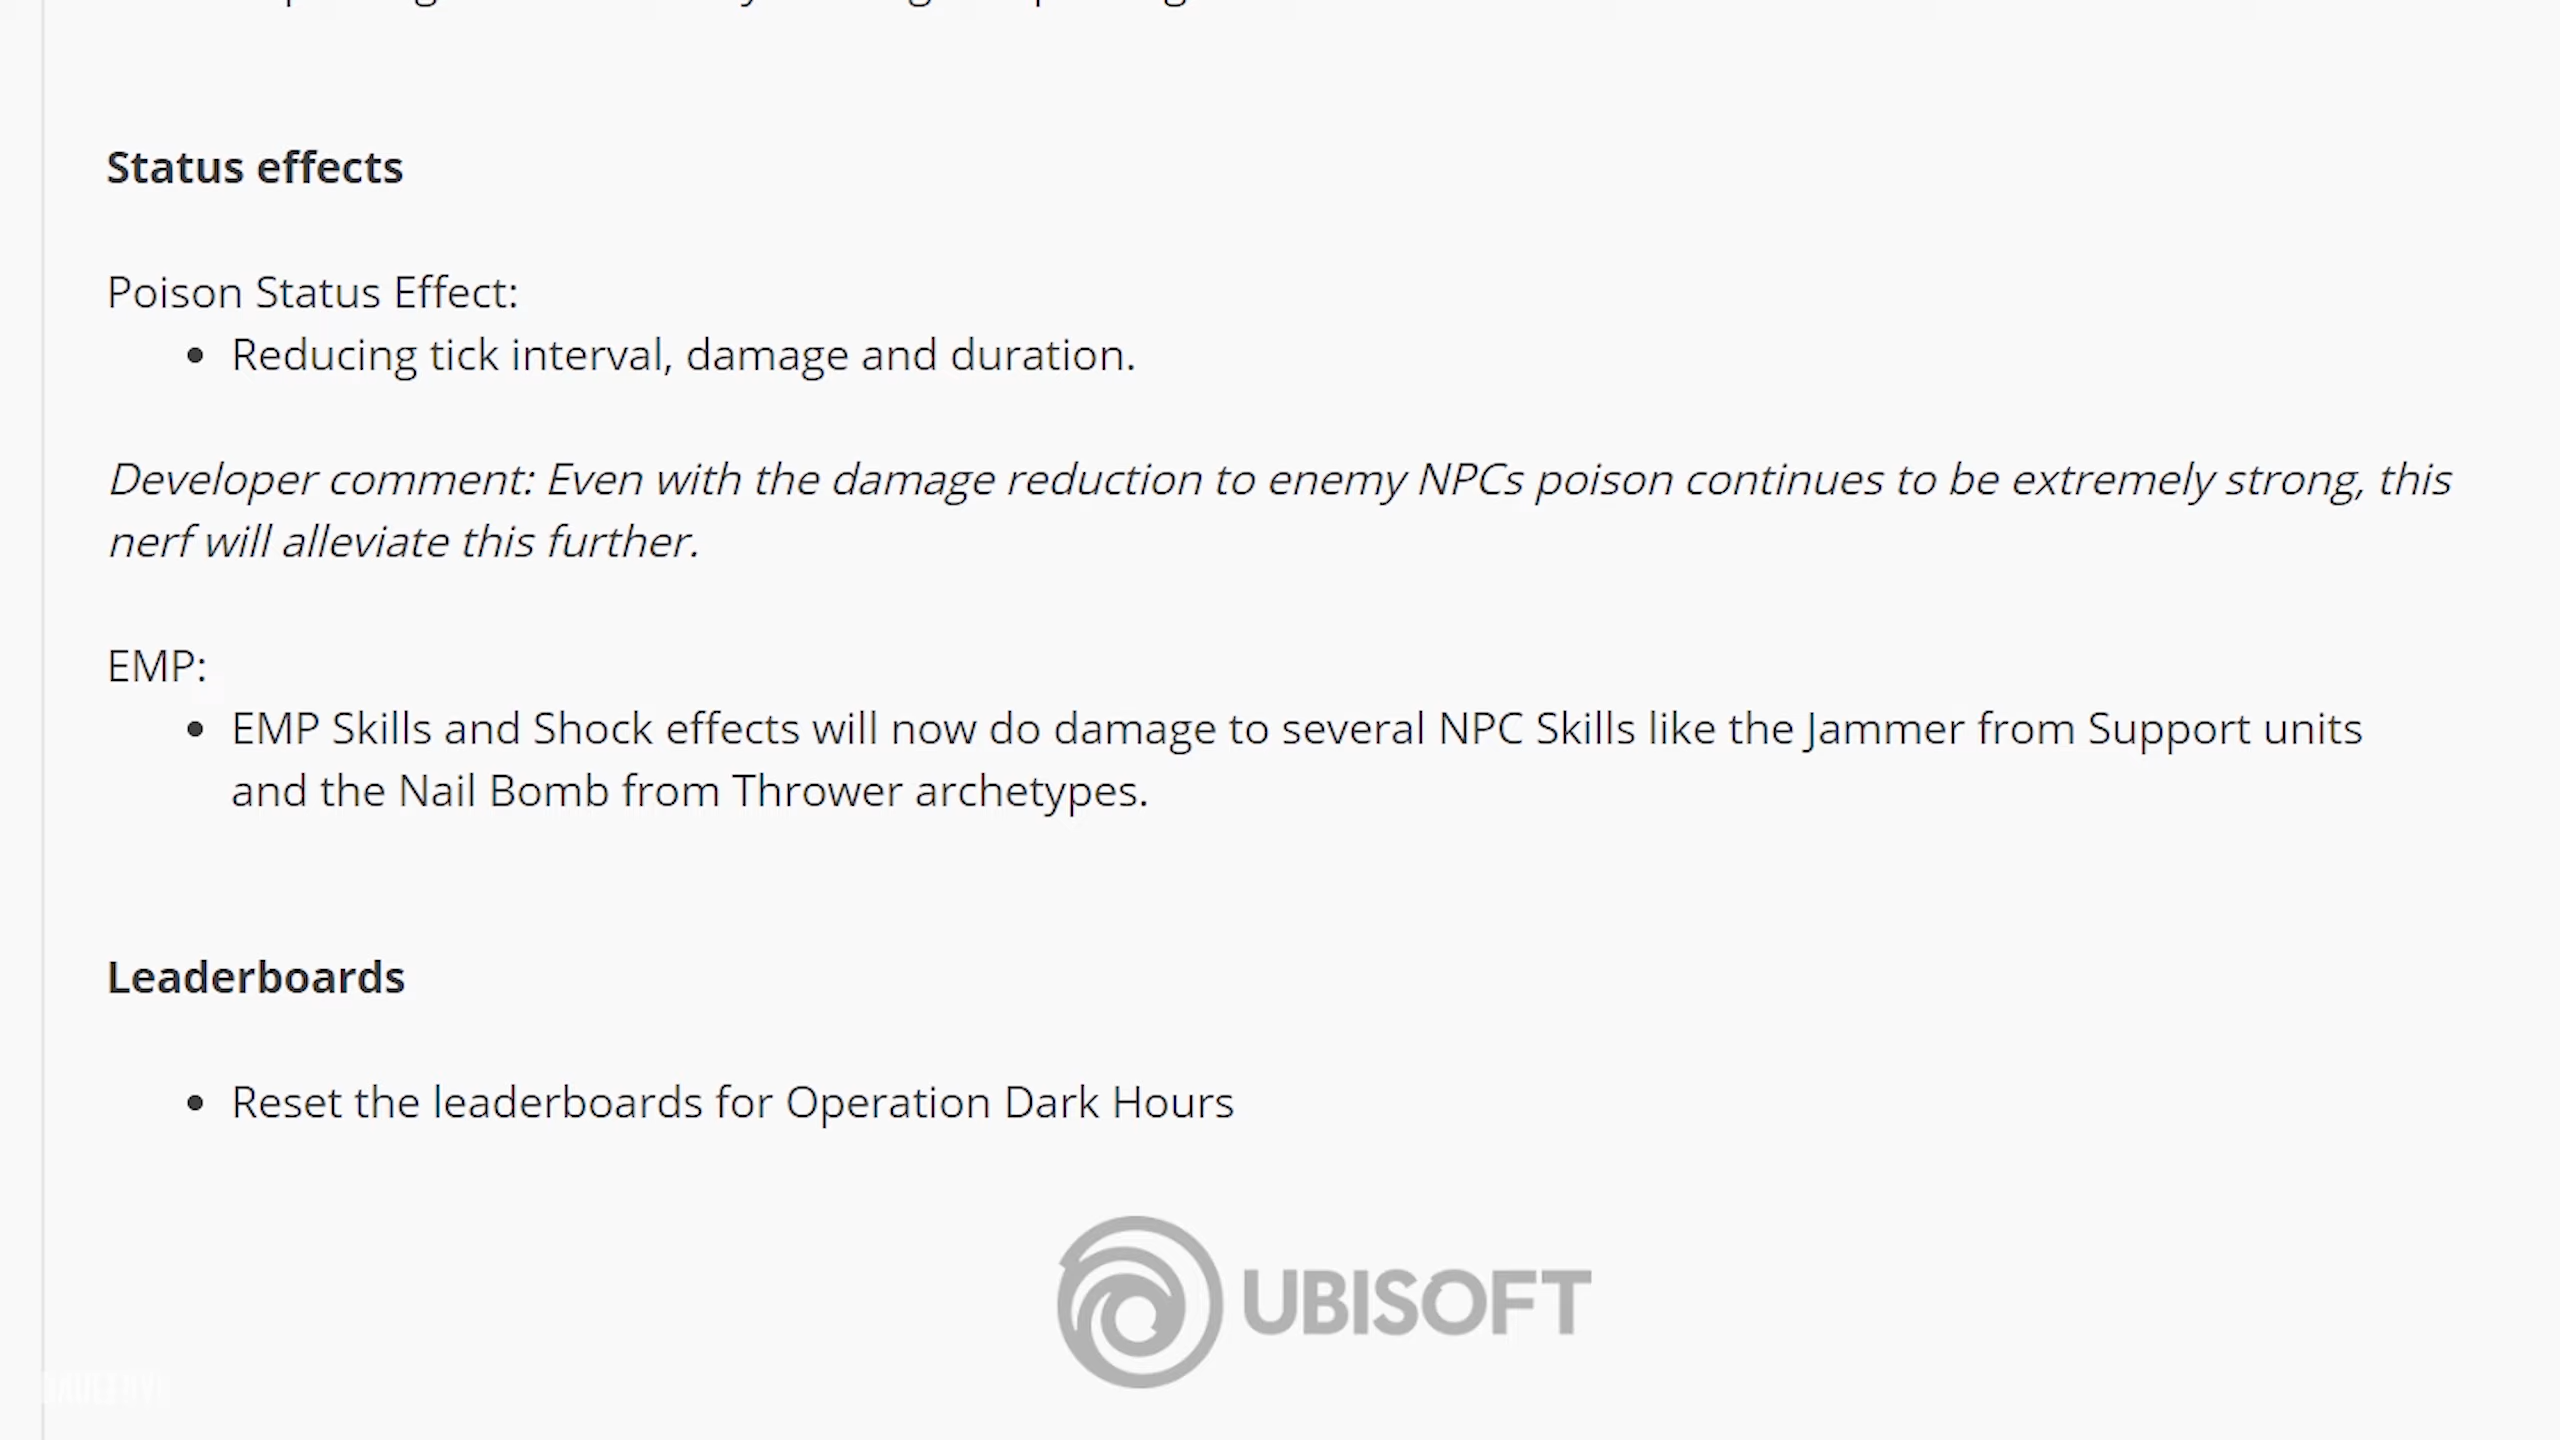 Status effects
Poison Status Effect:
• Reducing tick interval, damage and duration.
Developer comment: Even with the damage reduction to enemy NPCs poison continues to be extremely strong, this
nerf will alleviate this further.
EMP:
• EMP Skills and Shock effects will now do damage to several NPC Skills like the Jammer from Support units
and the Nail Bomb from Thrower archetypes.
Leaderboards
• Reset the leaderboards for Operation Dark Hours
UBISOFT